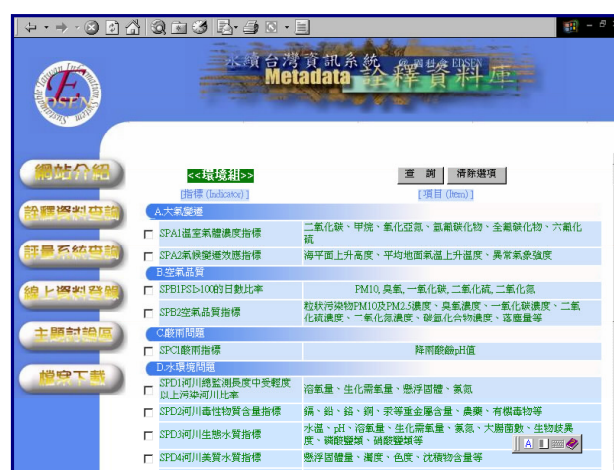 永續台灣資訊系統
Metadata 詮釋資料庫
網站介紹
詮釋資料查詢
評量系統查詢
線上資料登錄
主題討論區
檔案下載
<<環境組>>
查 詢
清除選項
[指標 (Indicator) ]
[ 項目 (Item) ]
A.大氣變遷
SPA1溫室氣體濃度指標
二氧化碳、甲烷、氧化亞氮、氫氟碳化物、全氟碳化物、六氟化
硫
SPA2氣候變遷效應指標
海平面上升高度、平均地面氣溫上升溫度、異常氣象強度
B.空氣品質
SPB1PSI>100的日數比率
PM10, 臭氧, 一氧化碳, 二氧化硫, 二氧化氮
SPB2空氣品質指標
粒狀污染物PM10及PM2.5濃度、臭氧濃度、一氧化碳濃度、二氧
化硫濃度、二氧化氮濃度、碳氫化合物濃度、落塵量等
C.酸雨問題
SPC1酸雨指標
降雨酸鹼pH值
D.水環境問題
SPD1河川總監測長度中受輕度
以上污染河川比率
溶氧量、生化需氧量、懸浮固體、氨氮
SPD2河川毒性物質含量指標
鎘、鉛、鉻、銅、汞等重金屬含量、農藥、有機毒物等
SPD3河川生態水質指標
水溫、pH、溶氧量、生化需氧量、氨氮、大腸菌數、生物歧異
度、磷酸鹽類、硝酸鹽類等
SPD4河川美質水質指標
懸浮固體量、濁度、色度、沈積物含量等